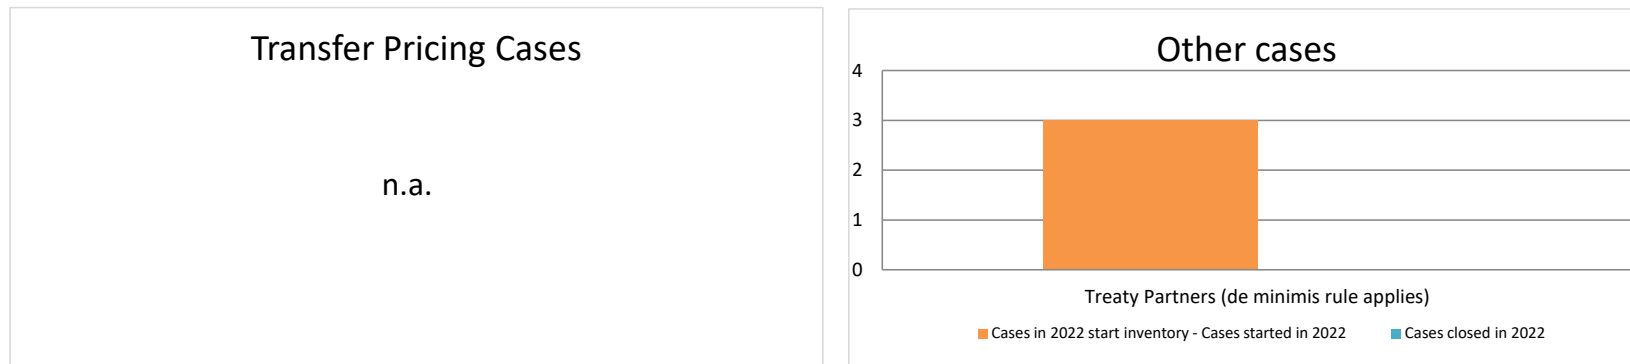 Transfer Pricing Cases
n.a.
Other cases
4
3
2
1
0
Treaty Partners (de minimis rule applies)
Cases in 2022 start inventory - Cases started in 2022
Cases closed in 2022